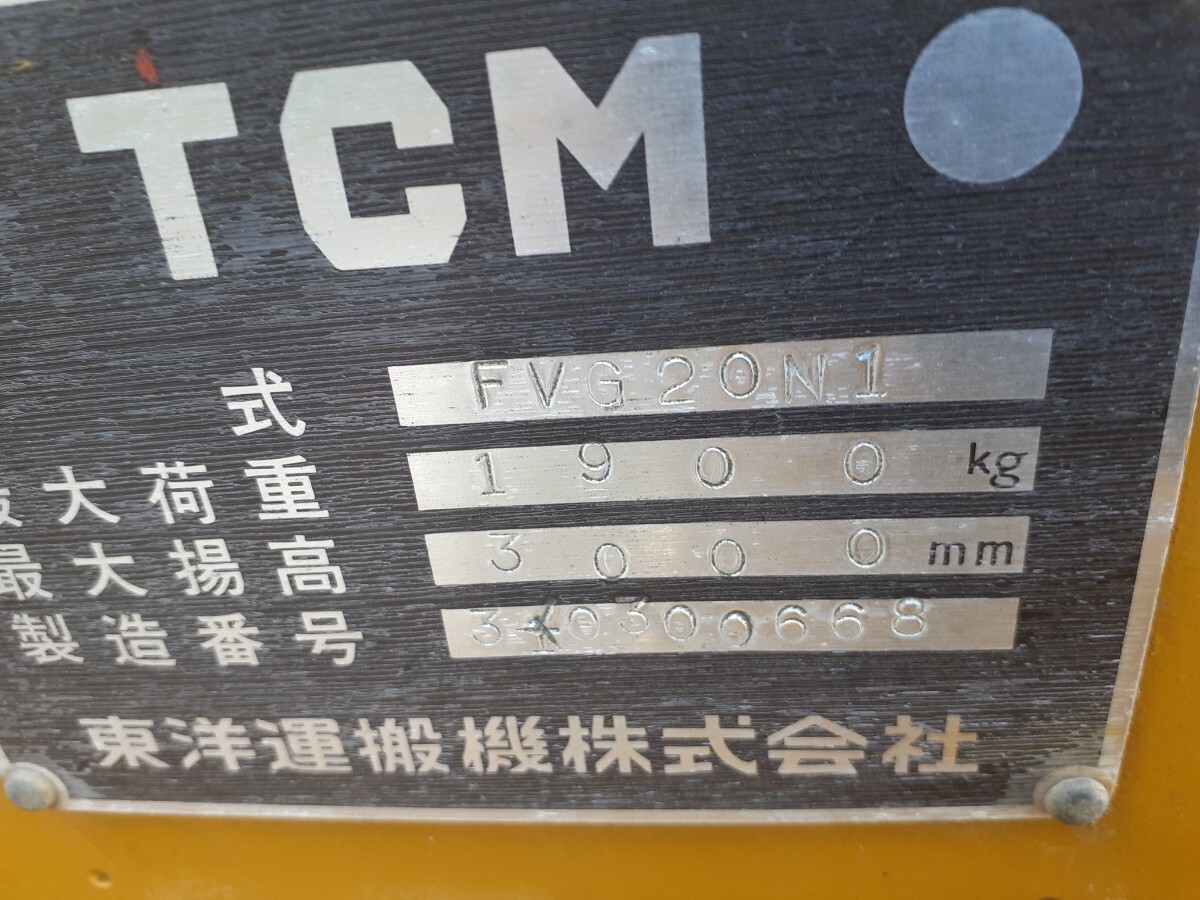 TCM
式 FVG20N1
大荷重 1900 kg
最大揚高 3000 mm
製造番号
東洋運搬機株式会社